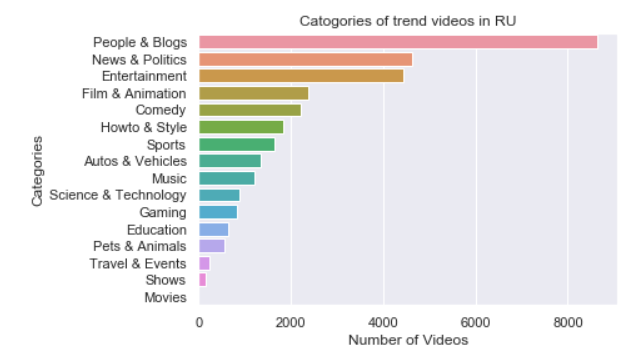 Catogories of trend videos in RU
People & Blogs
News & Politics
Entertainment
Film & Animation
Comedy
Howto & Style
Sports
Autos & Vehicles
Music
Science & Technology
Gaming
Education
Pets & Animals
Travel & Events
Shows
Movies
Categories
0 2000 4000 6000 8000
Number of Videos